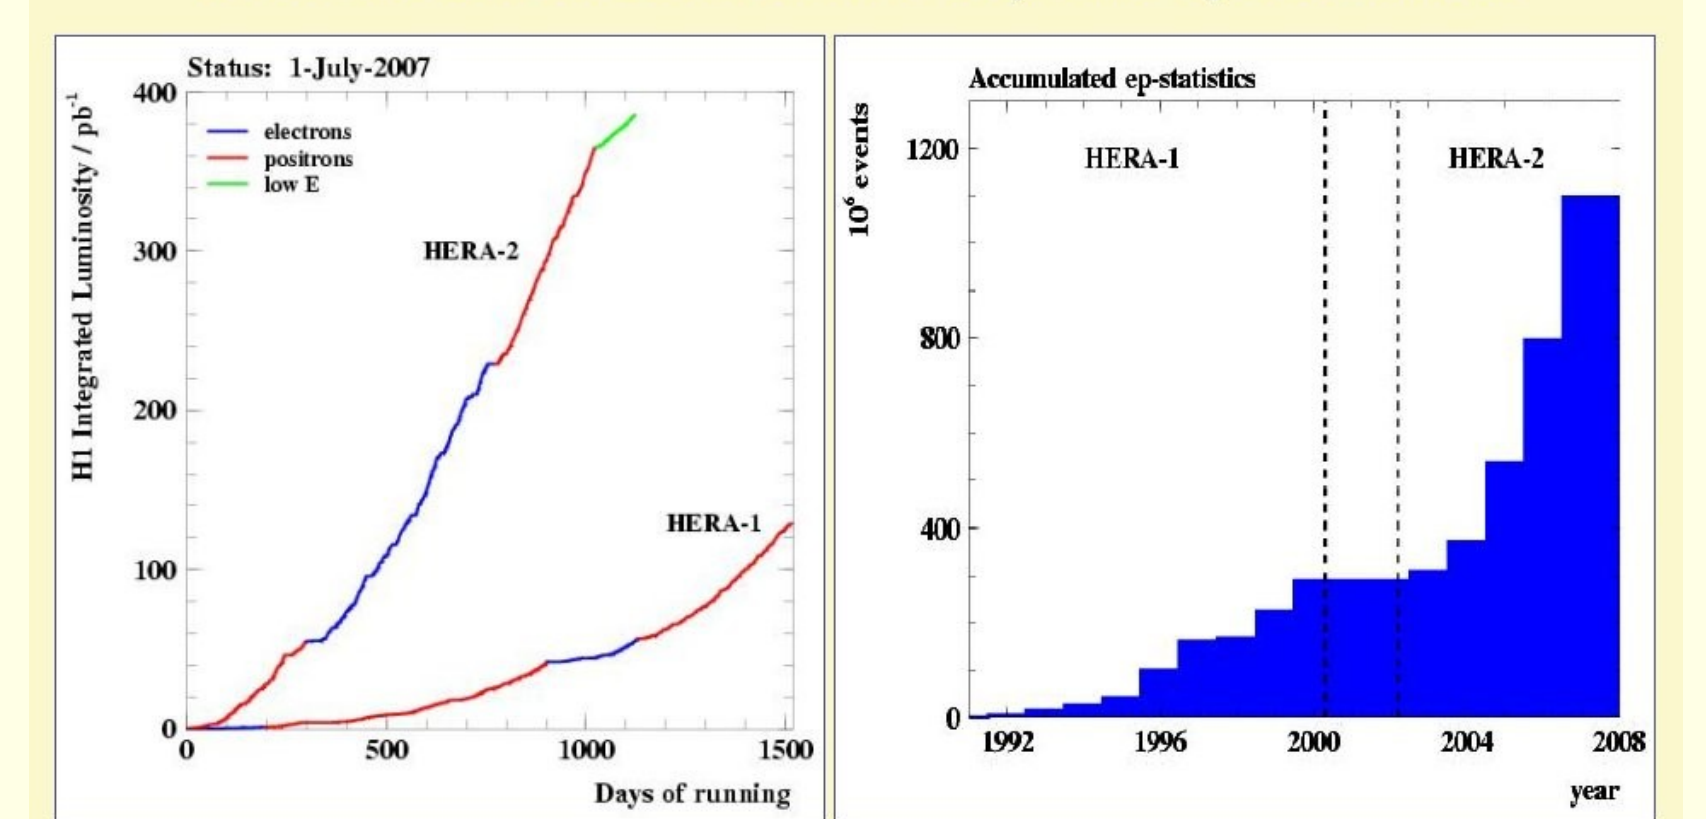 Status: 1-July-2007
H1 Integrated Luminosity / pb⁻¹
400
300
200
100
0
electrons
positrons
low E
HERA-2
HERA-1
0 500 1000 1500
Days of running
Accumulated ep-statistics
10⁶ events
1200
800
400
0
HERA-1 HERA-2
1992 1996 2000 2004 2008
year